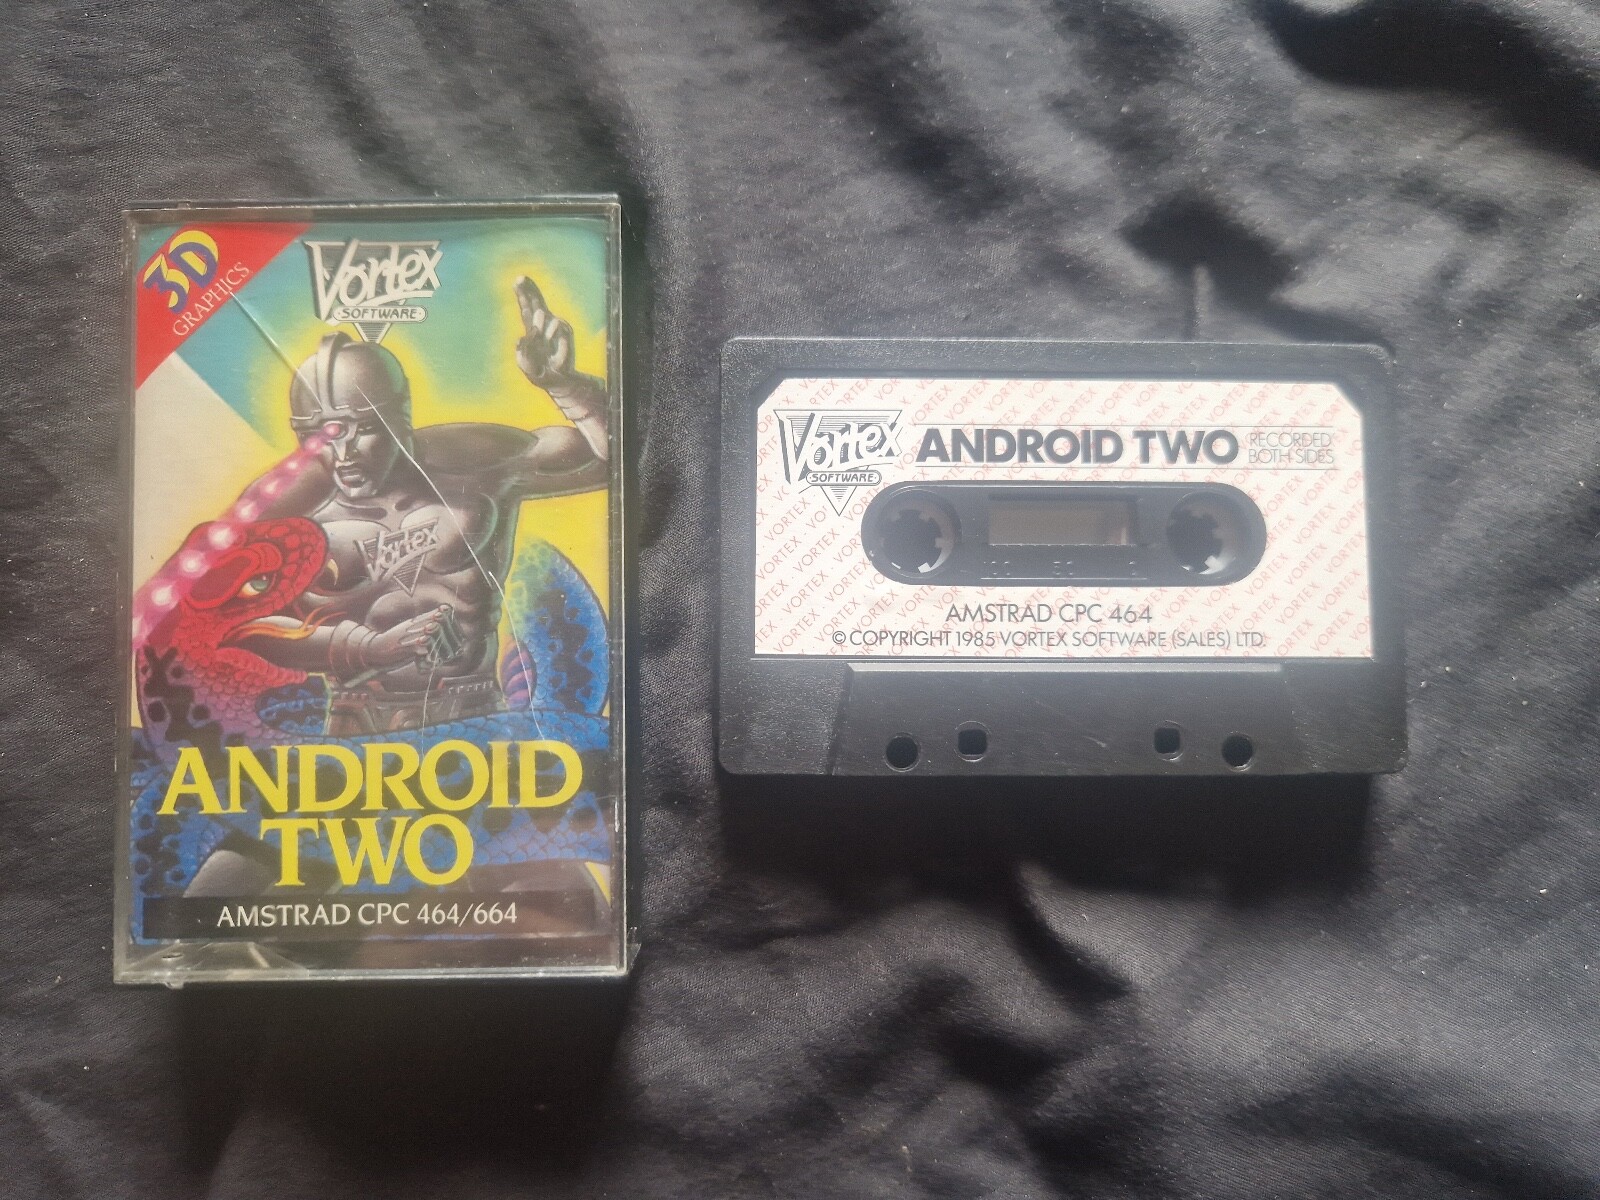 3D
GRAPHICS
Vortex
SOFTWARE
Vortex
ANDROID
TWO
AMSTRAD CPC 464/664
Vortex
SOFTWARE
ANDROID TWO
RECORDED
BOTH SIDES
AMSTRAD CPC 464
© COPYRIGHT 1985 VORTEX SOFTWARE (SALES) LTD.